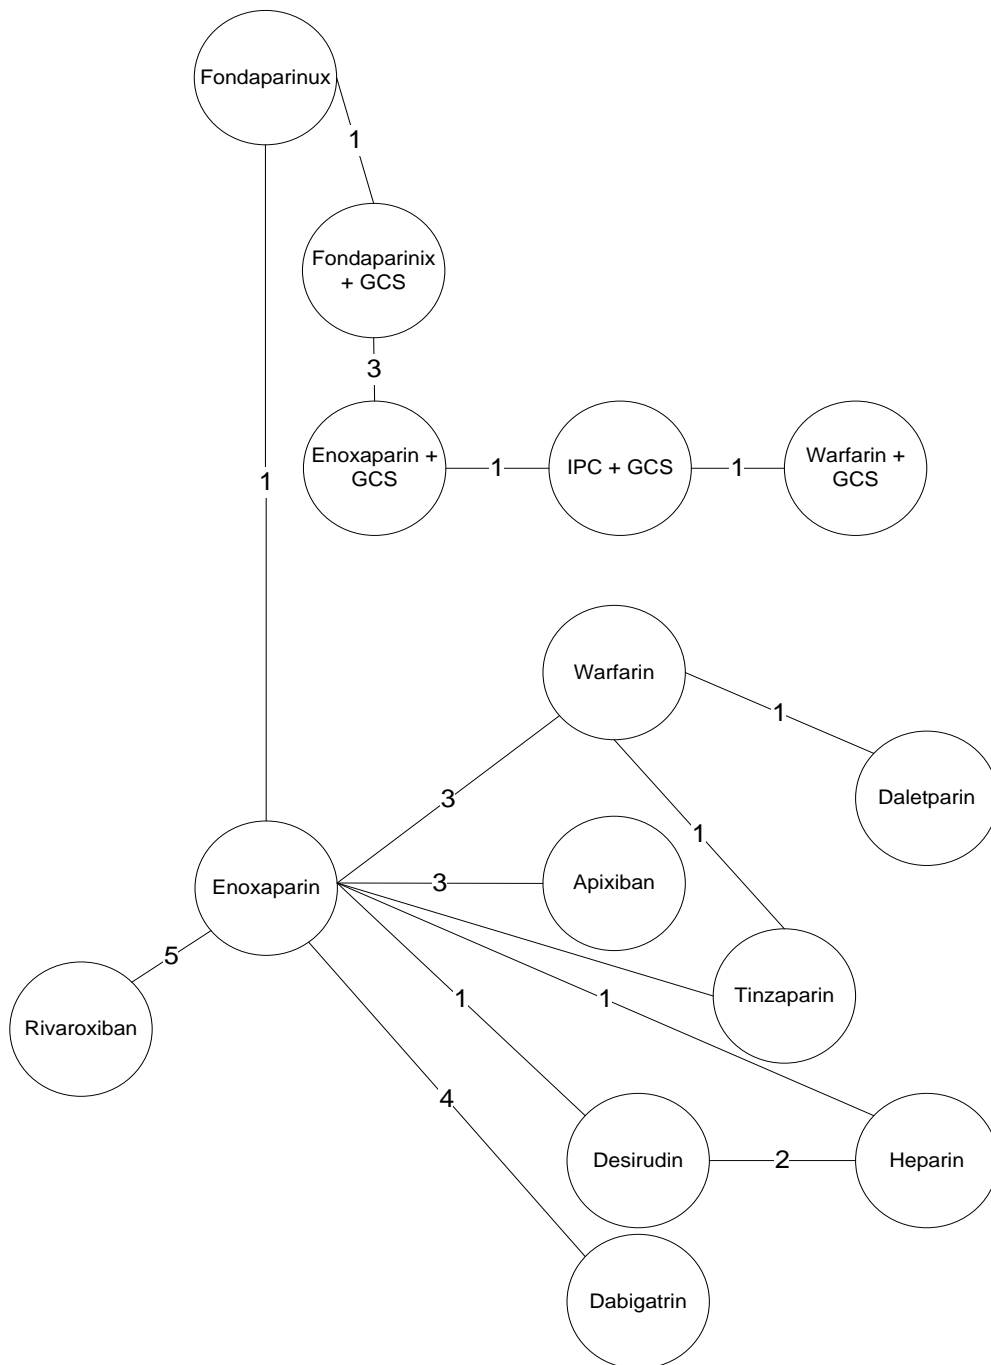 Fondaparinux
1
Fondaparinix
+ GCS
3
Enoxaparin +
GCS
1
IPC + GCS
1
Warfarin +
GCS
1
Warfarin
1
Daletparin
3
1
Enoxaparin
3
Apixiban
5
1
1
Tinzaparin
Rivaroxiban
4
Desirudin
2
Heparin
Dabigatrin